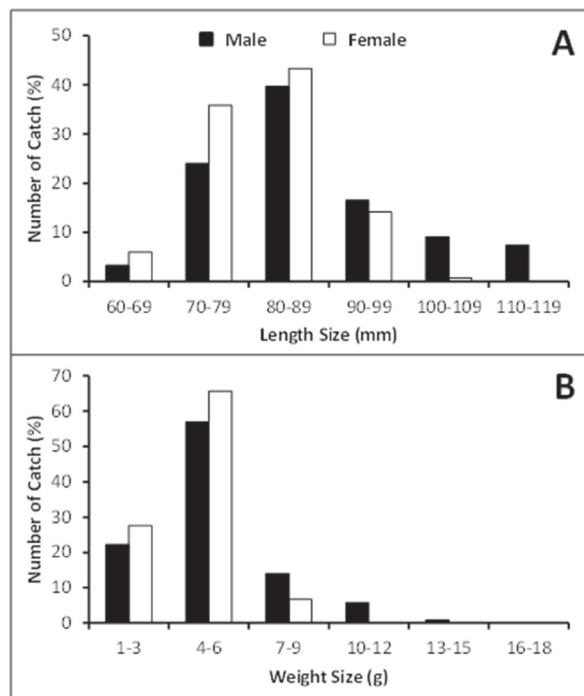 A
Male Female
Number of Catch (%)
50
40
30
20
10
0
60-69 70-79 80-89 90-99 100-109 110-119
Length Size (mm)
B
Number of Catch (%)
70
60
50
40
30
20
10
0
1-3 4-6 7-9 10-12 13-15 16-18
Weight Size (g)